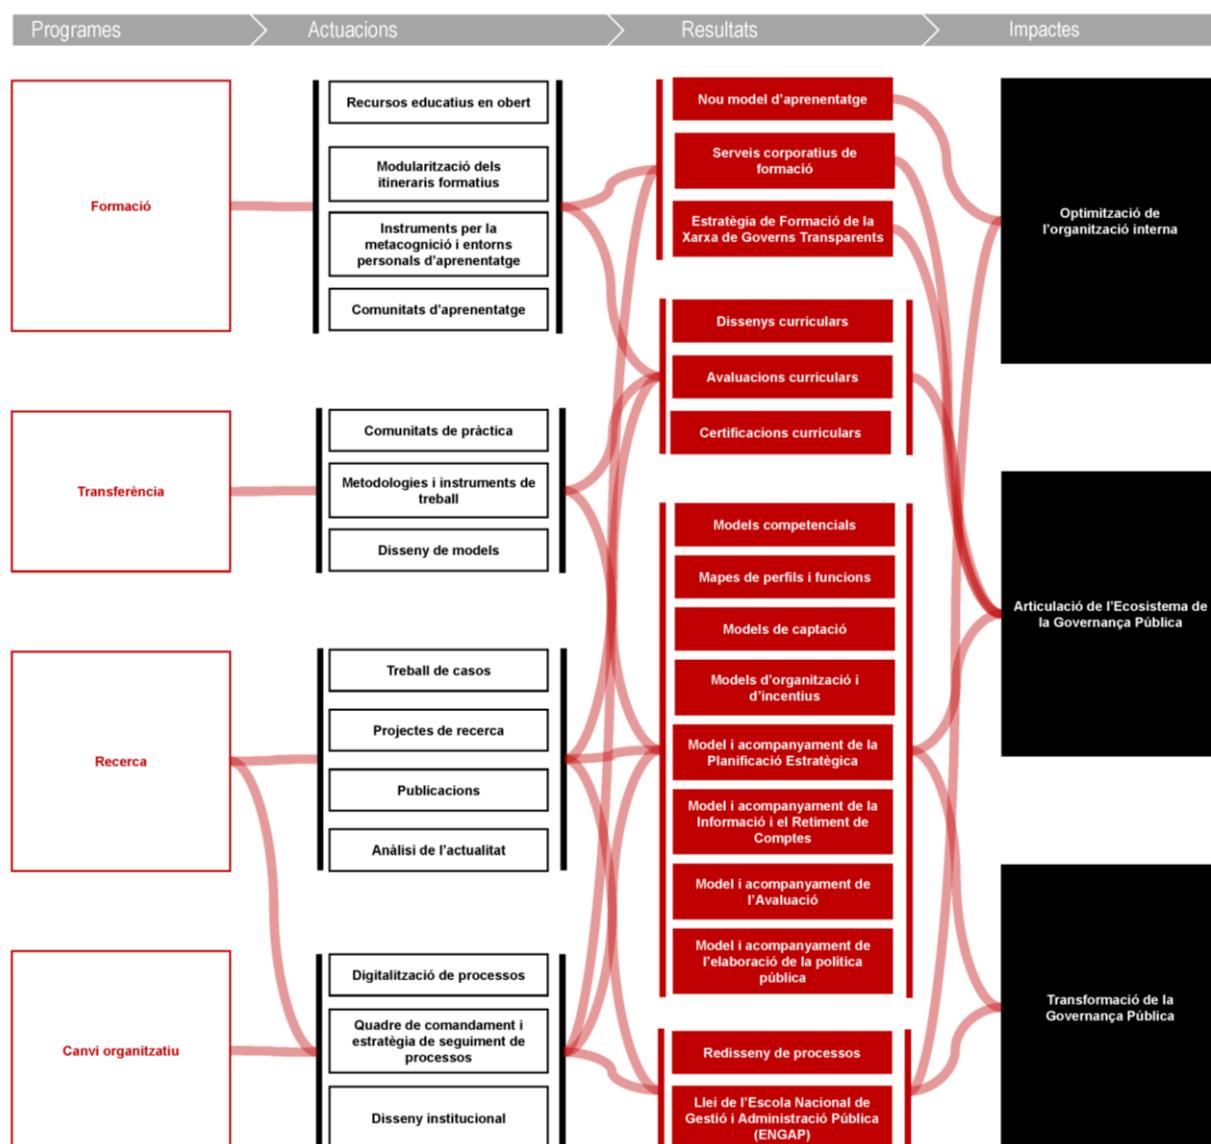 Programes
Actuacions
Resultats
Impactes
Formació
Recursos educatius en obert
Modularització dels
itineraris formatius
Instruments per la
metacognició i entorns
personals d'aprenentatge
Comunitats d'aprenentatge
Nou model d'aprenentatge
Serveis corporatius de
formació
Estratègia de Formació de la
Xarxa de Governs Transparents
Optimització de
l'organització interna
Dissenys curriculars
Avaluacions curriculars
Certificacions curriculars
Transferència
Comunitats de pràctica
Metodologies i instruments de
treball
Disseny de models
Models competencials
Mapes de perfils i funcions
Models de captació
Models d'organització i
d'incentius
Model i acompanyament de la
Planificació Estratègica
Model i acompanyament de la
Informació i el Retiment de
Comptes
Model i acompanyament de
l'Avaluació
Model i acompanyament de
l'elaboració de la política
pública
Articulació de l'Ecosistema de
la Governança Pública
Recerca
Treball de casos
Projectes de recerca
Publicacions
Anàlisi de l'actualitat
Canvi organitzatiu
Digitalització de processos
Quadre de comandament i
estratègia de seguiment de
processos
Disseny institucional
Redisseny de processos
Llei de l'Escola Nacional de
Gestió i Administració Pública
(ENGAP)
Transformació de la
Governança Pública